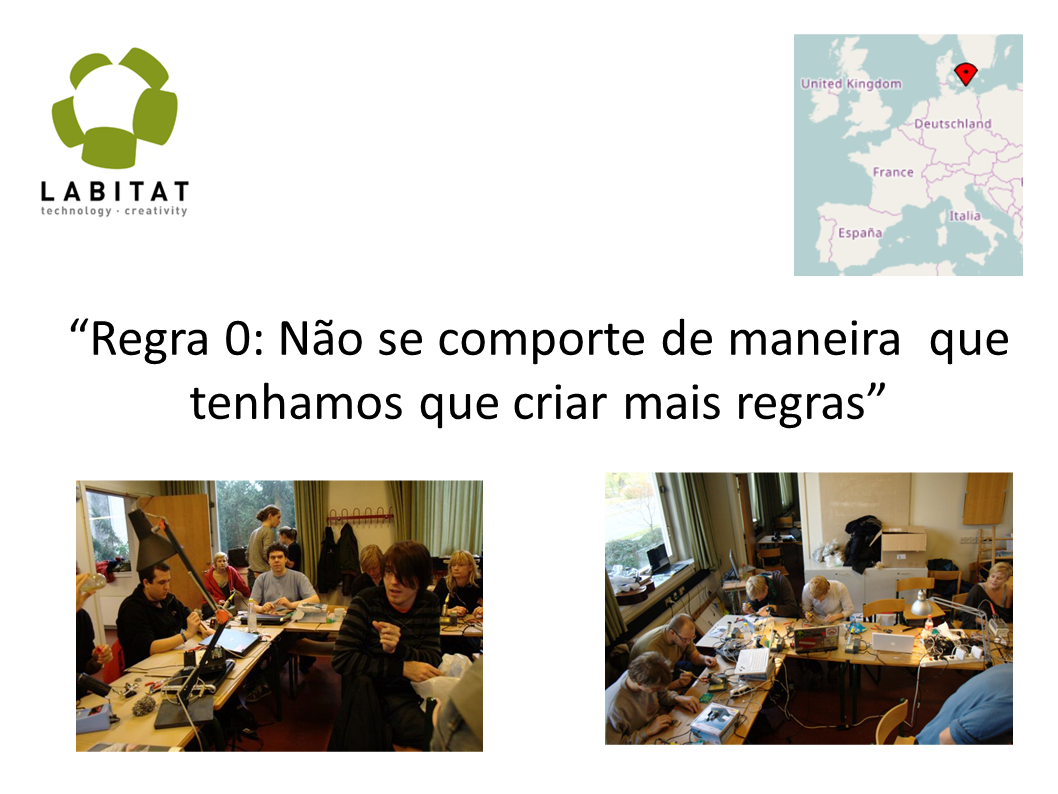 LABITAT
technology · creativity
United Kingdom
Deutschland
France
Italia
España
“Regra 0: Não se comporte de maneira  que
tenhamos que criar mais regras”